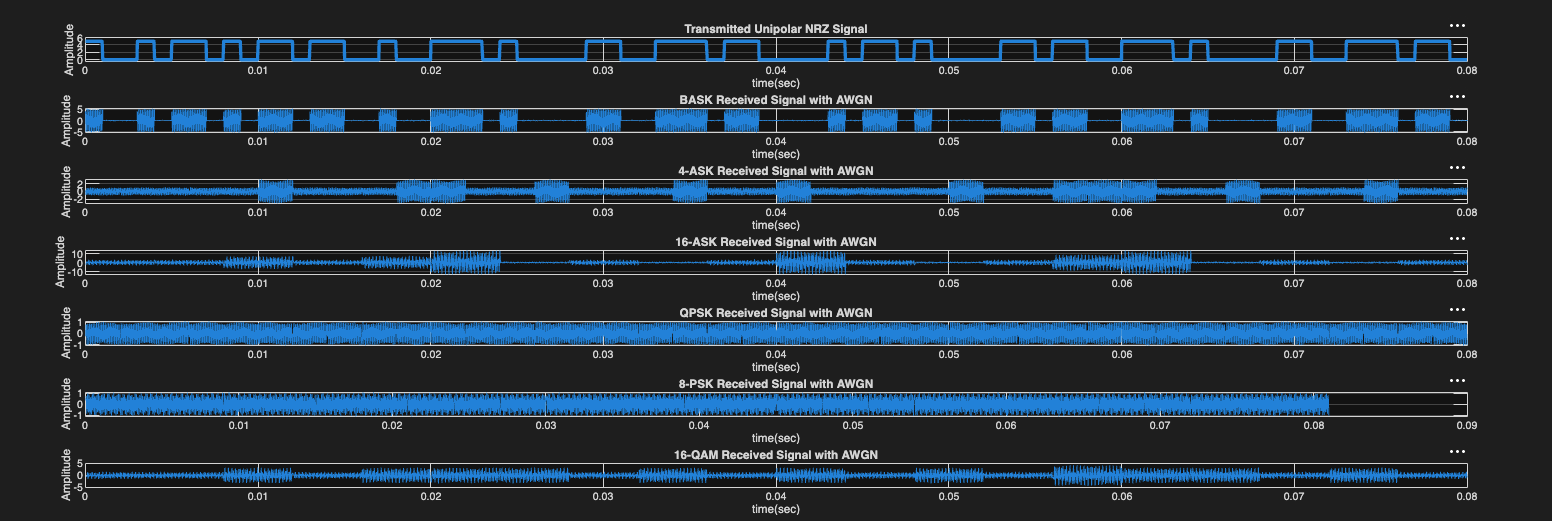 Transmitted Unipolar NRZ Signal
Amplitude
6
4
2
0
0 0.01 0.02 0.03 0.04 0.05 0.06 0.07 0.08
time(sec)
BASK Received Signal with AWGN
Amplitude
5
0
-5
0 0.01 0.02 0.03 0.04 0.05 0.06 0.07 0.08
time(sec)
4-ASK Received Signal with AWGN
Amplitude
2
0
-2
0 0.01 0.02 0.03 0.04 0.05 0.06 0.07 0.08
time(sec)
16-ASK Received Signal with AWGN
Amplitude
10
0
-10
0 0.01 0.02 0.03 0.04 0.05 0.06 0.07 0.08
time(sec)
QPSK Received Signal with AWGN
Amplitude
1
0
-1
0 0.01 0.02 0.03 0.04 0.05 0.06 0.07 0.08
time(sec)
8-PSK Received Signal with AWGN
Amplitude
1
0
-1
0 0.01 0.02 0.03 0.04 0.05 0.06 0.07 0.08 0.09
time(sec)
16-QAM Received Signal with AWGN
Amplitude
5
0
-5
0 0.01 0.02 0.03 0.04 0.05 0.06 0.07 0.08
time(sec)